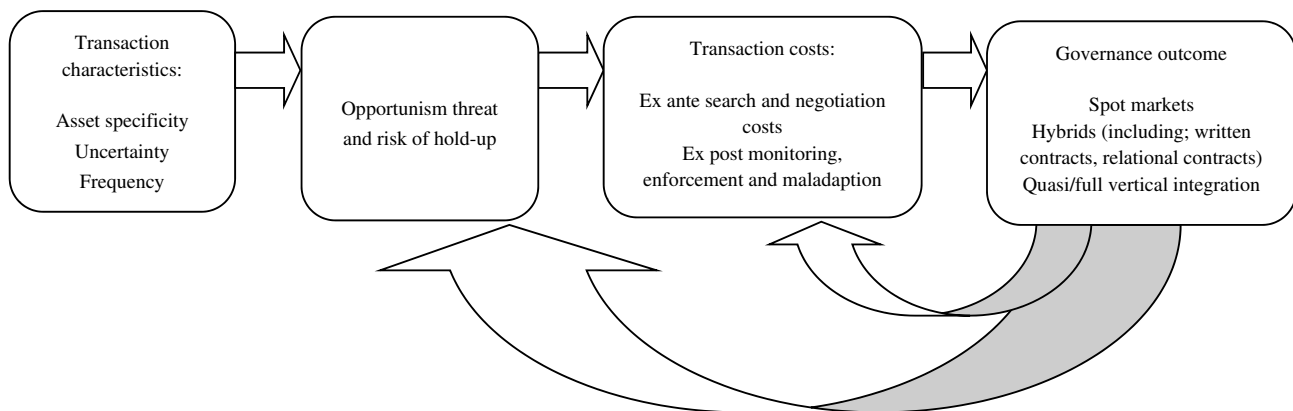 Transaction
characteristics:
Asset specificity
Uncertainty
Frequency
Opportunism threat
and risk of hold-up
Transaction costs:
Ex ante search and negotiation
costs
Ex post monitoring,
enforcement and maladaption
Governance outcome
Spot markets
Hybrids (including; written
contracts, relational contracts)
Quasi/full vertical integration